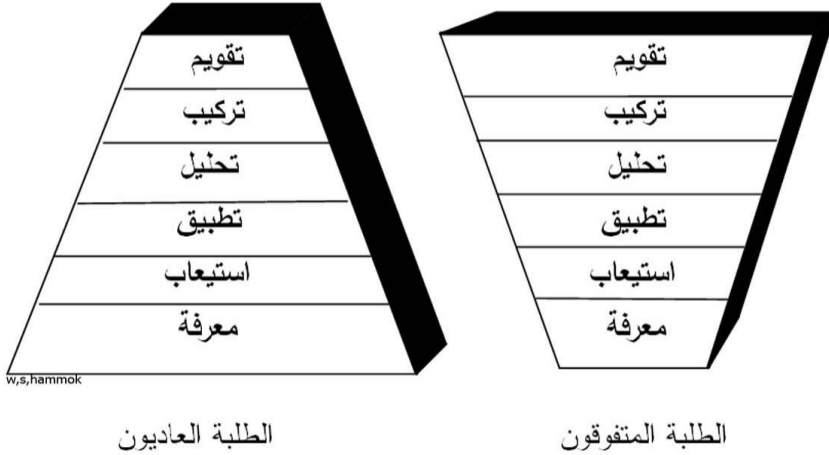 تقويم
تركيب
تحليل
تطبيق
استيعاب
معرفة
w,s,hammok
الطلبة العاديون
تقويم
تركيب
تحليل
تطبيق
استيعاب
معرفة
الطلبة المتفوقون